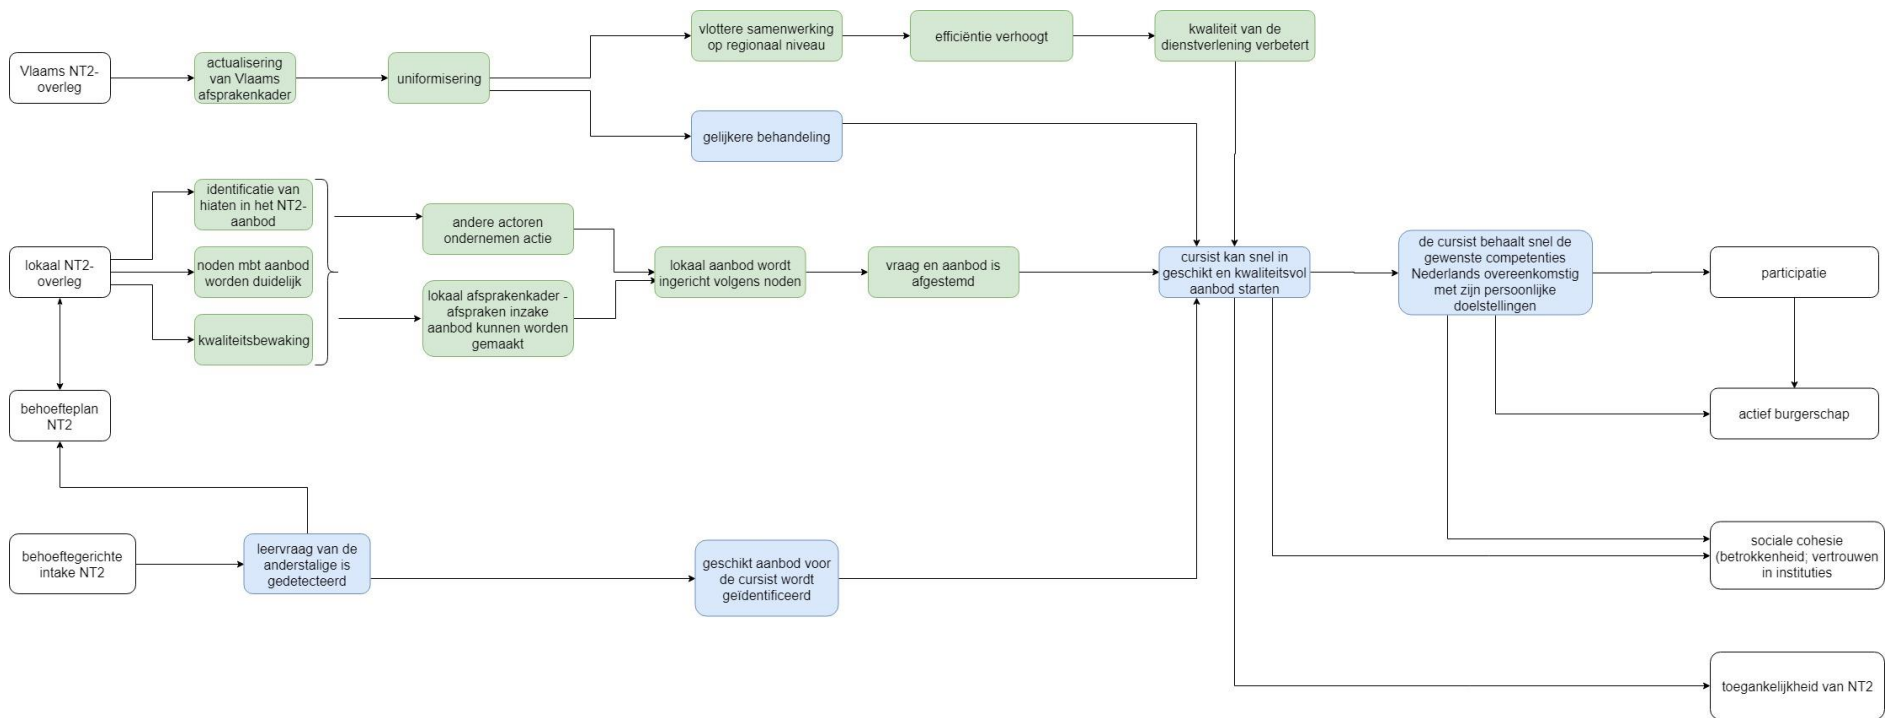 Vlaams NT2-
overleg
actualisering
van Vlaams
afsprakenkader
uniformisering
vlottere samenwerking
op regionaal niveau
efficiëntie verhoogt
kwaliteit van de
dienstverlening verbetert
gelijkere behandeling
lokaal NT2-
overleg
identificatie van
hiaten in het NT2-
aanbod
noden mbt aanbod
worden duidelijk
kwaliteitsbewaking
andere actoren
ondernemen actie
lokaal afsprakenkader -
afspraken inzake
aanbod kunnen worden
gemaakt
lokaal aanbod wordt
ingericht volgens noden
vraag en aanbod is
afgestemd
cursist kan snel in
geschikt en kwaliteitsvol
aanbod starten
de cursist behaalt snel de
gewenste competenties
Nederlands overeenkomstig
met zijn persoonlijke
doelstellingen
participatie
actief burgerschap
behoefteplan
NT2
behoeftegerichte
intake NT2
leervraag van de
anderstalige is
gedetecteerd
geschikt aanbod voor
de cursist wordt
geïdentificeerd
sociale cohesie
(betrokkenheid; vertrouwen
in instituties
toegankelijkheid van NT2